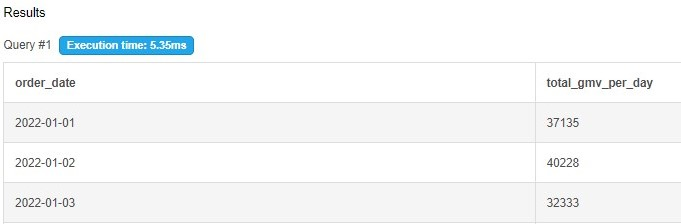 Results
Query #1 Execution time: 5.35ms
order_date total_gmv_per_day
2022-01-01 37135
2022-01-02 40228
2022-01-03 32333